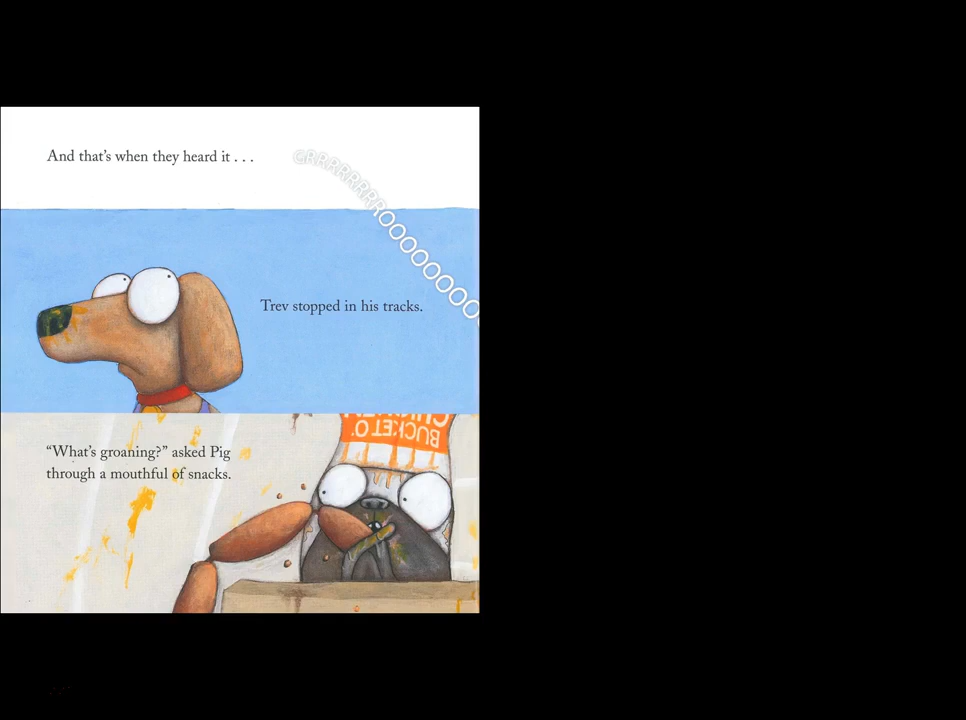 And that's when they heard it . . .
GRRRRRRRROOOOOOOOOO
Trev stopped in his tracks.
BUCKET O'
"What's groaning?" asked Pig
through a mouthful of snacks.